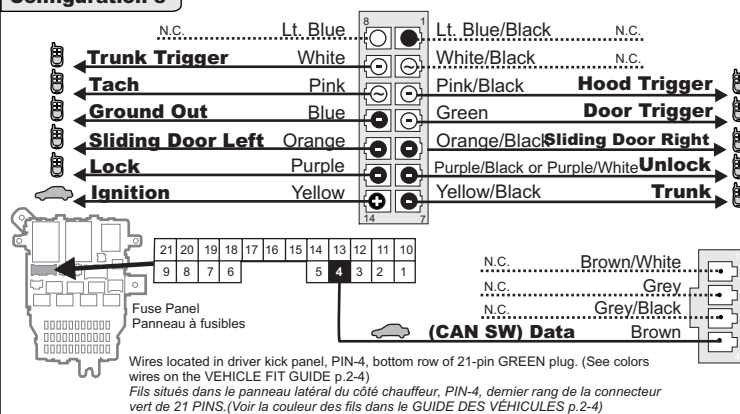 Configuration 3
N.C. Lt. Blue 8 1 Lt. Blue/Black N.C.
Trunk Trigger White White/Black N.C.
Tach Pink Pink/Black Hood Trigger
Ground Out Blue Green Door Trigger
Sliding Door Left Orange Orange/Black Sliding Door Right
Lock Purple Purple/Black or Purple/White Unlock
Ignition Yellow Yellow/Black Trunk
14 7
21 20 19 18 17 16 15 14 13 12 11 10
9 8 7 6 5 4 3 2 1
N.C. Brown/White
N.C. Grey
N.C. Grey/Black
(CAN SW) Data Brown
Fuse Panel
Panneau à fusibles
Wires located in driver kick panel, PIN-4, bottom row of 21-pin GREEN plug. (See colors
wires on the VEHICLE FIT GUIDE p.2-4)
Fils situés dans le panneau latéral du côté chauffeur, PIN-4, dernier rang de la connecteur
vert de 21 PINS.(Voir la couleur des fils dans le GUIDE DES VÉHICULES p.2-4)